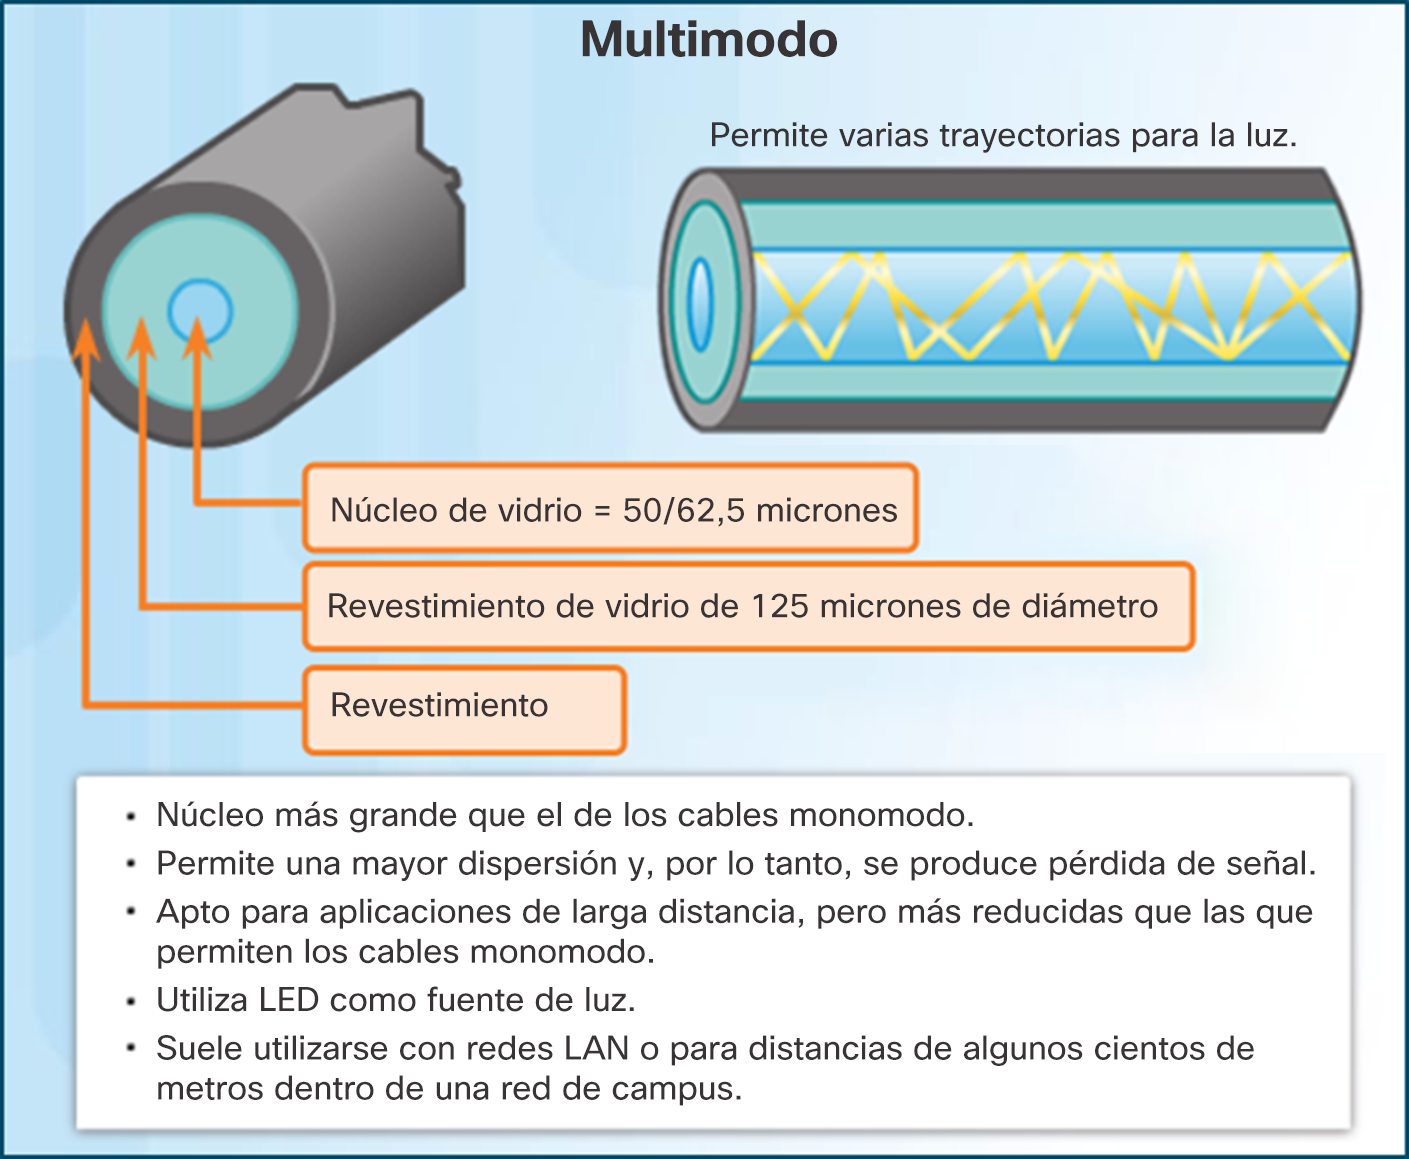 Multimodo
Permite varias trayectorias para la luz.
Núcleo de vidrio = 50/62,5 micrones
Revestimiento de vidrio de 125 micrones de diámetro
Revestimiento
• Núcleo más grande que el de los cables monomodo.
• Permite una mayor dispersión y, por lo tanto, se produce pérdida de señal.
• Apto para aplicaciones de larga distancia, pero más reducidas que las que
permiten los cables monomodo.
• Utiliza LED como fuente de luz.
• Suele utilizarse con redes LAN o para distancias de algunos cientos de
metros dentro de una red de campus.